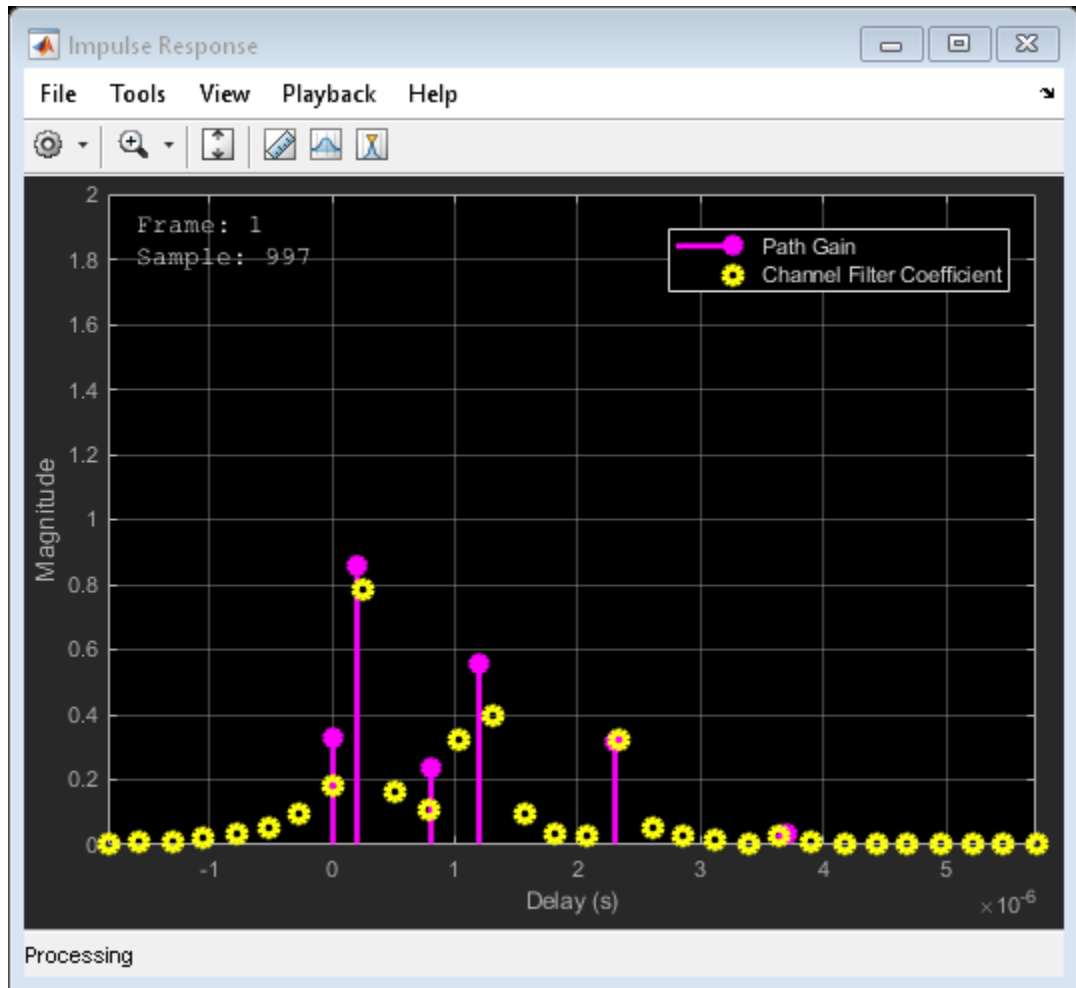 Impulse Response
File Tools View Playback Help
Frame: 1
Sample: 997
Path Gain
Channel Filter Coefficient
2
1.8
1.6
1.4
1.2
1
0.8
0.6
0.4
0.2
0
Magnitude
-1 0 1 2 3 4 5
Delay (s)
×10-6
Processing